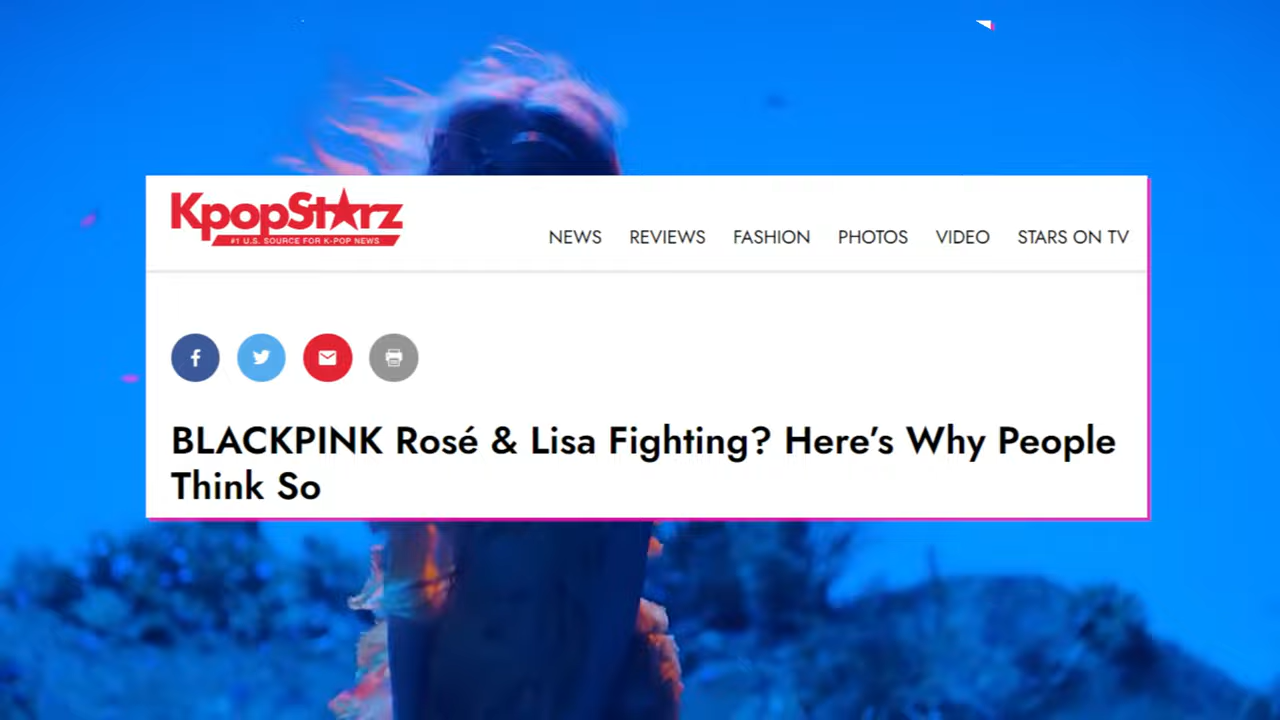 KpopStarz
#1 U.S. SOURCE FOR K-POP NEWS
NEWS REVIEWS FASHION PHOTOS VIDEO STARS ON TV
BLACKPINK Rosé & Lisa Fighting? Here's Why People
Think So